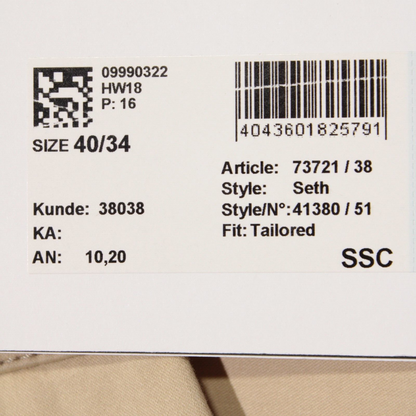 09990322
HW18
P: 16
SIZE 40/34
4043601825791
Article: 73721 / 38
Style: Seth
Kunde: 38038
Style/N°: 41380 / 51
KA:
Fit: Tailored
AN: 10,20
SSC